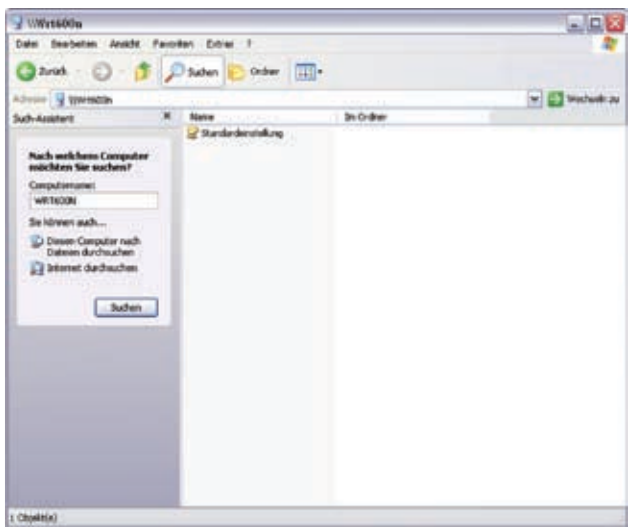 \\Wrt600n
Datei Bearbeiten Ansicht Favoriten Extras ?
Zurück Suchen Ordner
Adresse \\Wrt600n Wechseln zu
Such-Assistent Name Im Ordner
Standardeinstellung
Nach welchem Computer
möchten Sie suchen?
Computername:
WRT600N
Sie können auch...
Diesen Computer nach
Dateien durchsuchen
Internet durchsuchen
Suchen
1 Objekt(e)